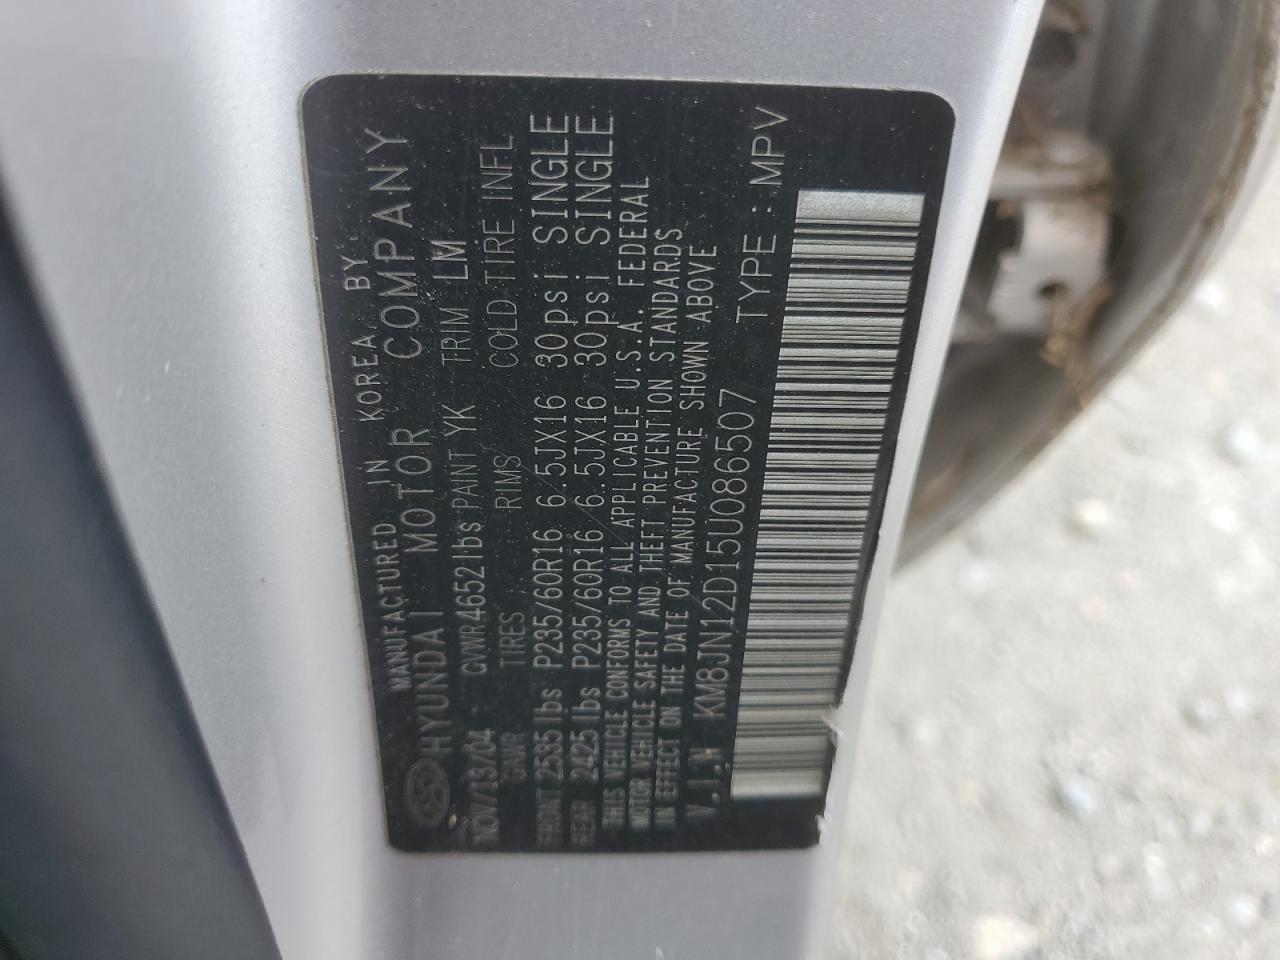 MANUFACTURED IN KOREA BY
HYUNDAI MOTOR COMPANY
NOV/19/04 GVWR 4652 lbs PAINT YK TRIM LM
GAWR TIRES RIMS COLD TIRE INFL
FRONT 2535 lbs P235/60R16 6.5JX16 30psi SINGLE
REAR 2425 lbs P235/60R16 6.5JX16 30psi SINGLE
THIS VEHICLE CONFORMS TO ALL APPLICABLE U.S.A. FEDERAL
MOTOR VEHICLE SAFETY AND THEFT PREVENTION STANDARDS
IN EFFECT ON THE DATE OF MANUFACTURE SHOWN ABOVE
V.I.N KM8JN12D15U086507 TYPE : MPV